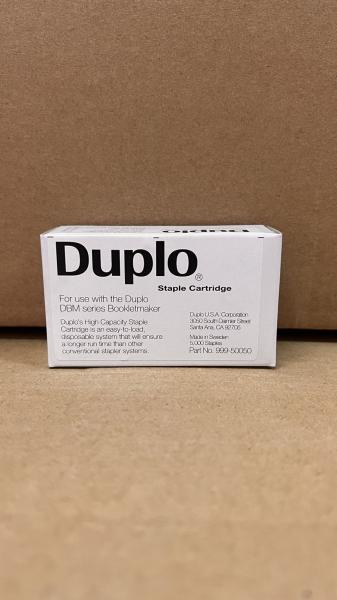 Duplo
Duplo®
Staple Cartridge
For use with the Duplo
DBM series Bookletmaker
Duplo's High Capacity Staple
Cartridge is an easy-to-load,
disposable system that will ensure
a longer run time than other
conventional stapler systems.
Duplo U.S.A. Corporation
3050 South Daimler Street
Santa Ana, CA 92705
Made in Sweden
5,000 Staples
Part No. 999-50050